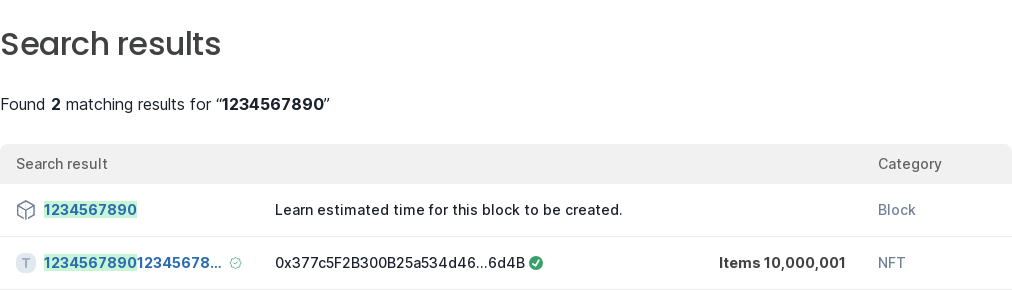 Search results
Found 2 matching results for “1234567890”
Search result Category
1234567890 Learn estimated time for this block to be created. Block
T 123456789012345678... 0x377c5F2B300B25a534d46...6d4B Items 10,000,001 NFT